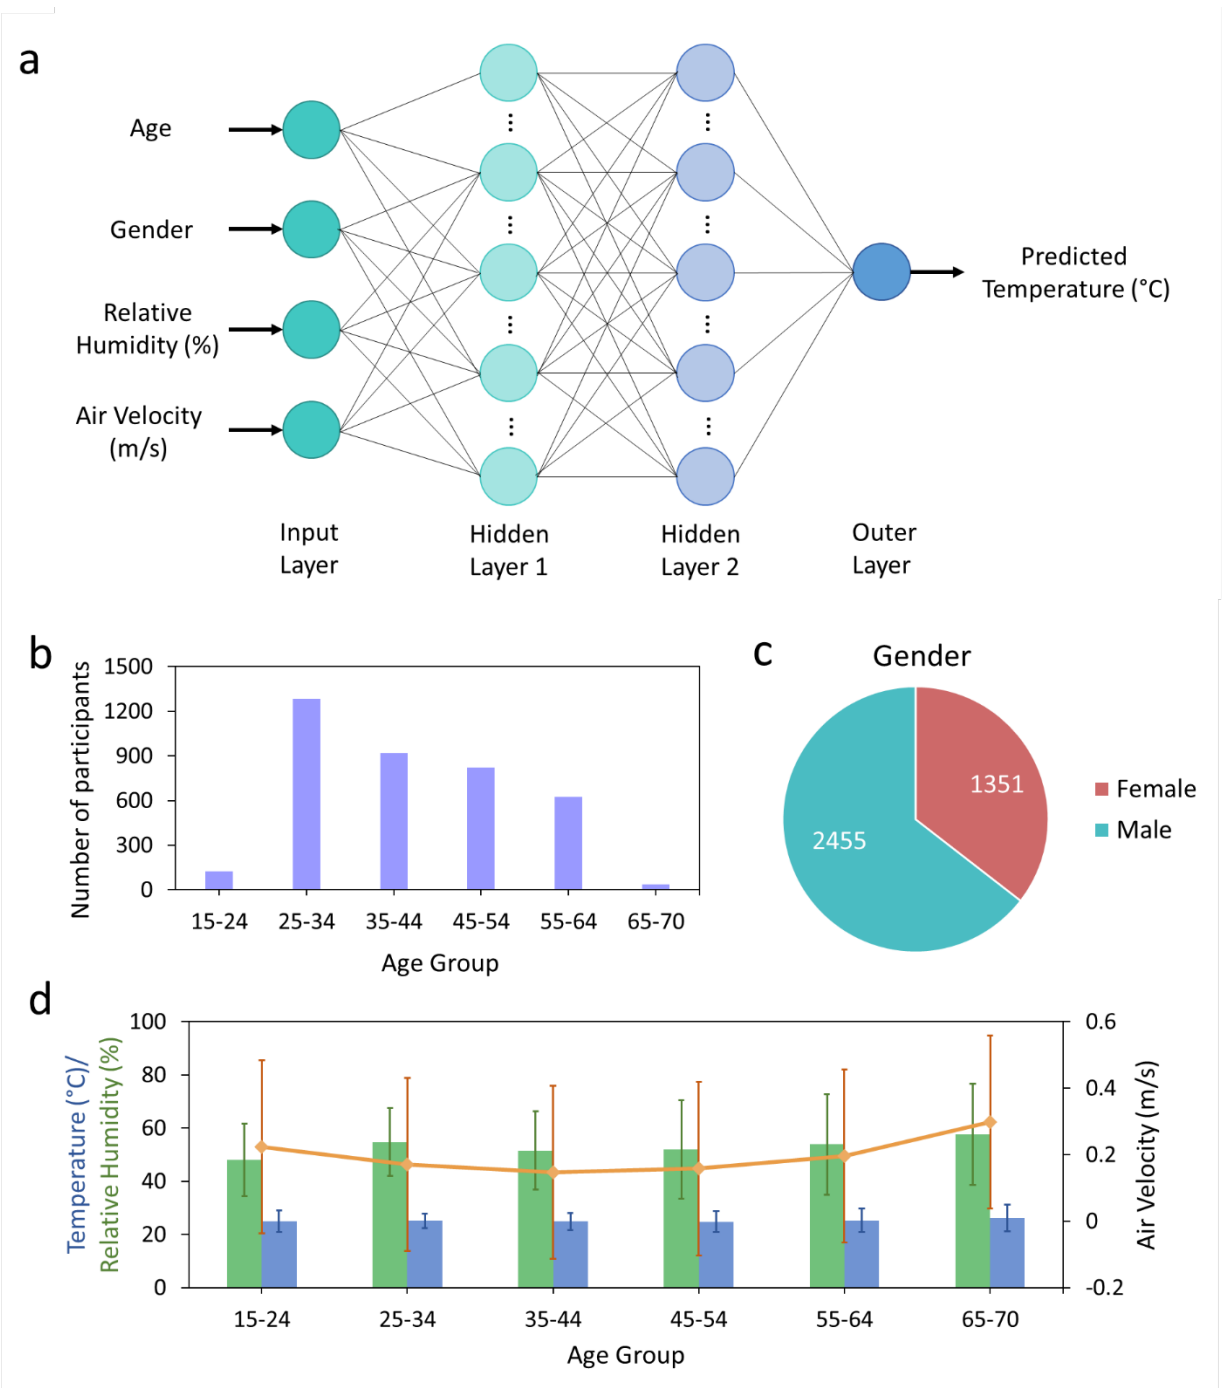 a
Age
Gender
Relative
Humidity (%)
Air Velocity
(m/s)
Predicted
Temperature (°C)
Input
Layer
Hidden
Layer 1
Hidden
Layer 2
Outer
Layer
b
Number of participants
1500
1200
900
600
300
0
15-24
25-34
35-44
45-54
55-64
65-70
Age Group
c
Gender
1351
2455
Female
Male
d
Temperature (°C)/
Relative Humidity (%)
100
80
60
40
20
0
0.6
0.4
0.2
0
-0.2
Air Velocity (m/s)
15-24
25-34
35-44
45-54
55-64
65-70
Age Group